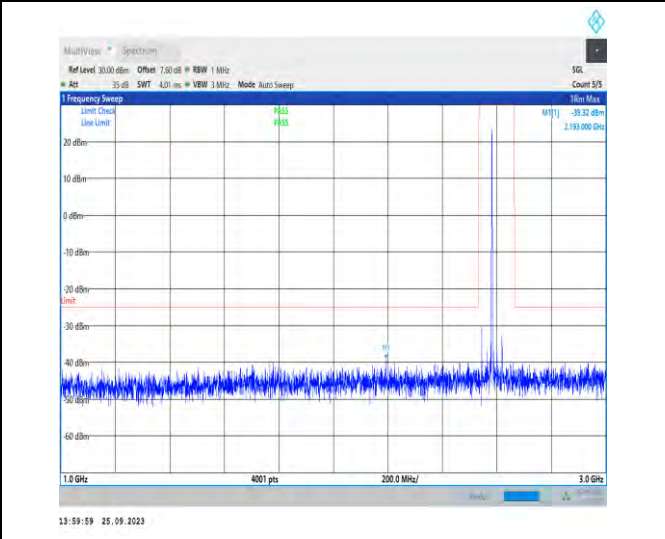 MultiView Spectrum
Ref Level 30.00 dBm Offset 7.60 dB RBW 1 MHz SGL
Att 35 dB SWT 4.01 ms VBW 3 MHz Mode Auto Sweep Count 5/5
1 Frequency Sweep 1Rm Max
Limit Check PASS M1[1] -39.32 dBm
Line Limit PASS 2.193 000 GHz
20 dBm
10 dBm
0 dBm
-10 dBm
-20 dBm
Limit
-30 dBm
M1
-40 dBm
-50 dBm
-60 dBm
1.0 GHz 4001 pts 200.0 MHz/ 3.0 GHz
13:59:59 25.09.2023